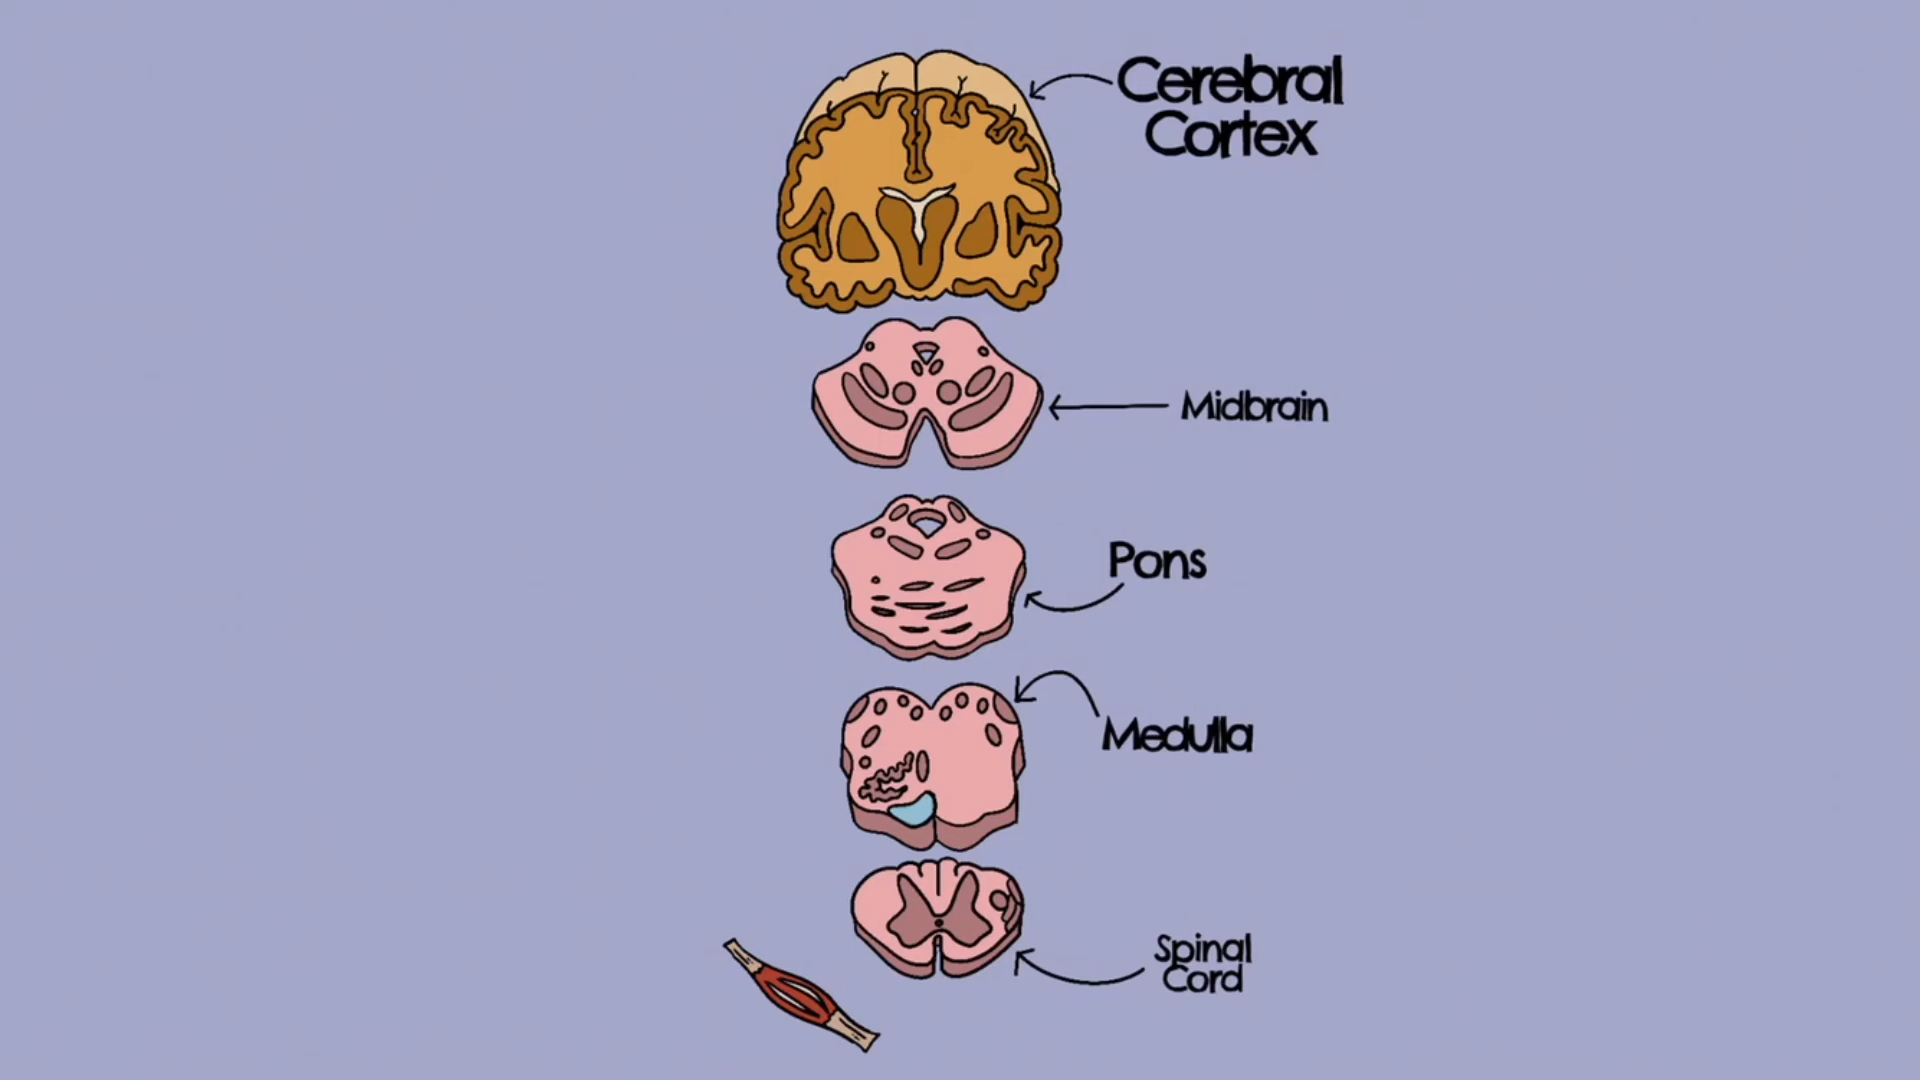 Cerebral
Cortex
Midbrain
Pons
Medulla
Spinal
Cord